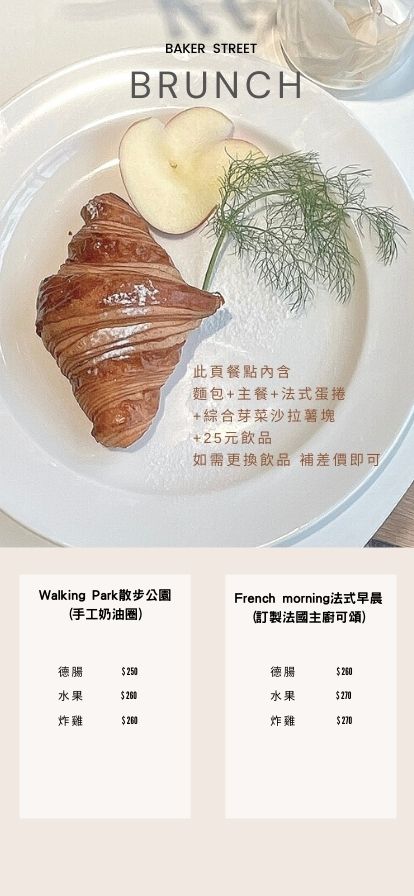 BAKER STREET
BRUNCH
此頁餐點內含
麵包+主餐+法式蛋捲
+綜合芽菜沙拉薯塊
+25元飲品
如需更換飲品 補差價即可
Walking Park散步公園
(手工奶油圈)
德腸 $250
水果 $260
炸雞 $260
French morning法式早晨
(訂製法國主廚可頌)
德腸 $260
水果 $270
炸雞 $270